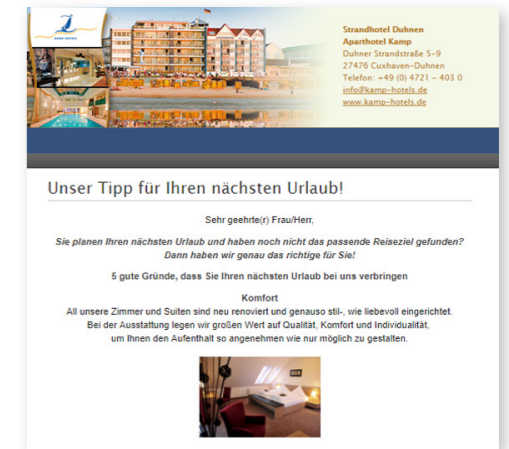 KAMP HOTELS
Strandhotel Duhnen
Aparthotel Kamp
Duhner Strandstraße 5-9
27476 Cuxhaven-Duhnen
Telefon: +49 (0) 4721 - 403 0
info@kamp-hotels.de
www.kamp-hotels.de
Unser Tipp für Ihren nächsten Urlaub!
Sehr geehrte(r) Frau/Herr,
Sie planen Ihren nächsten Urlaub und haben noch nicht das passende Reiseziel gefunden?
Dann haben wir genau das richtige für Sie!
5 gute Gründe, dass Sie Ihren nächsten Urlaub bei uns verbringen
Komfort
All unsere Zimmer und Suiten sind neu renoviert und genauso stil-, wie liebevoll eingerichtet.
Bei der Ausstattung legen wir großen Wert auf Qualität, Komfort und Individualität,
um Ihnen den Aufenthalt so angenehmen wie nur möglich zu gestalten.